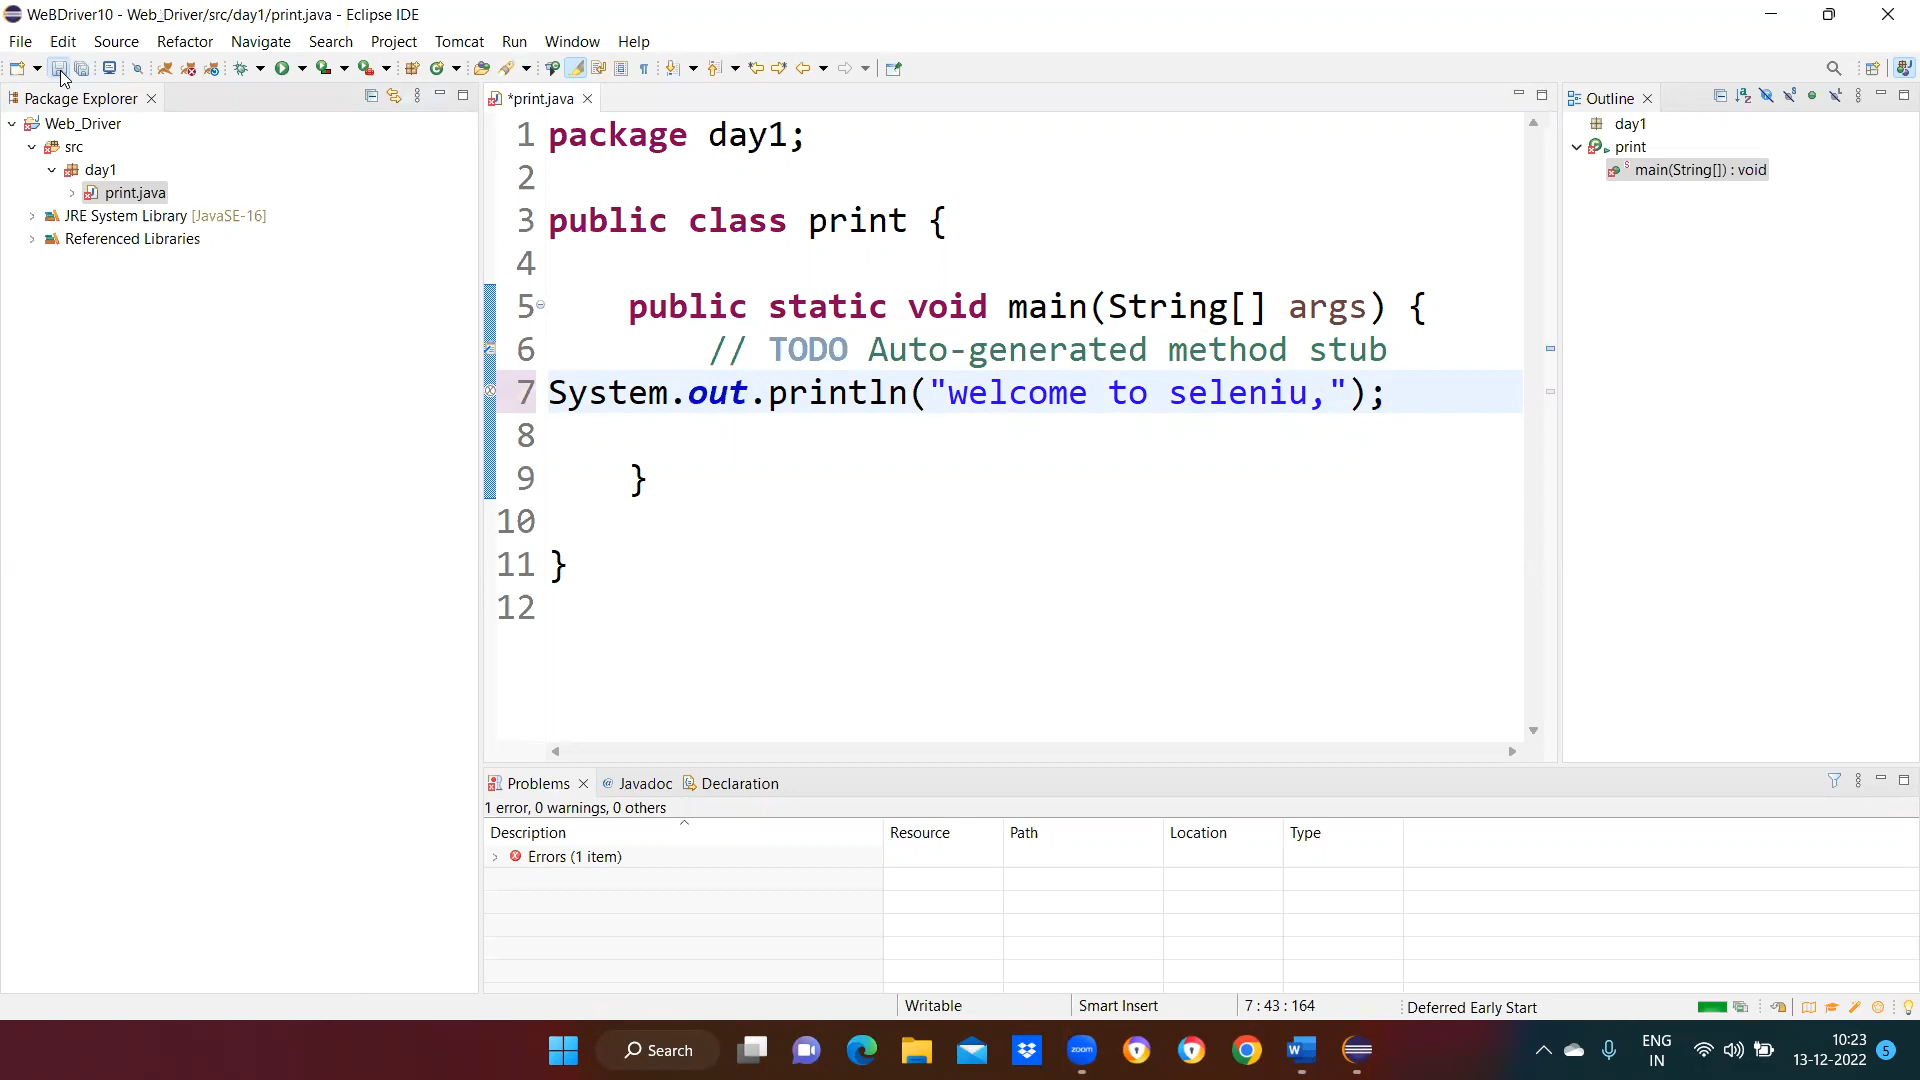 WeBDriver10 - Web_Driver/src/day1/print.java - Eclipse IDE
File Edit Source Refactor Navigate Search Project Tomcat Run Window Help
Package Explorer
Web_Driver
src
day1
print.java
JRE System Library [JavaSE-16]
Referenced Libraries
*print.java
1 package day1;
2
3 public class print {
4
5 public static void main(String[] args) {
6 // TODO Auto-generated method stub
7 System.out.println("welcome to seleniu,");
8
9 }
10
11 }
12
Outline
day1
print
main(String[]) : void
Problems Javadoc Declaration
1 error, 0 warnings, 0 others
Description Resource Path Location Type
Errors (1 item)
Writable Smart Insert 7 : 43 : 164 Deferred Early Start
Search
zoom
ENG
IN
10:23
13-12-2022
5